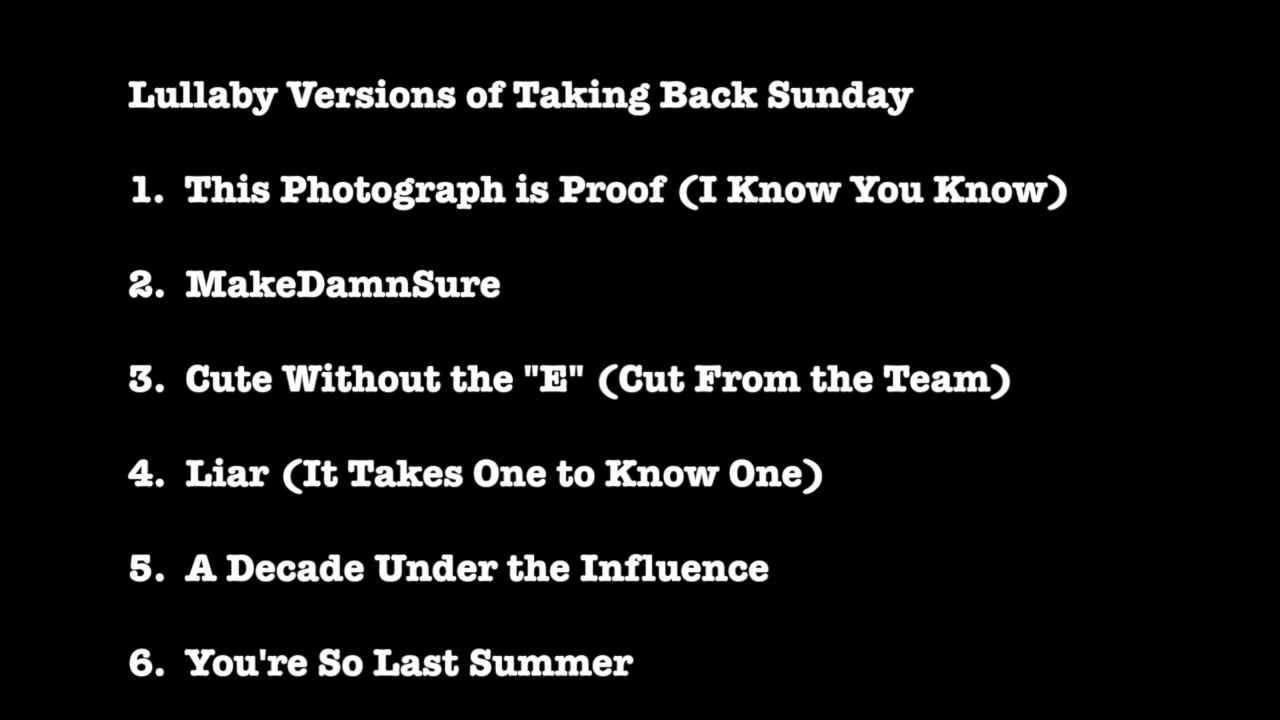 Lullaby Versions of Taking Back Sunday
1. This Photograph is Proof (I Know You Know)
2. MakeDamnSure
3. Cute Without the "E" (Cut From the Team)
4. Liar (It Takes One to Know One)
5. A Decade Under the Influence
6. You're So Last Summer